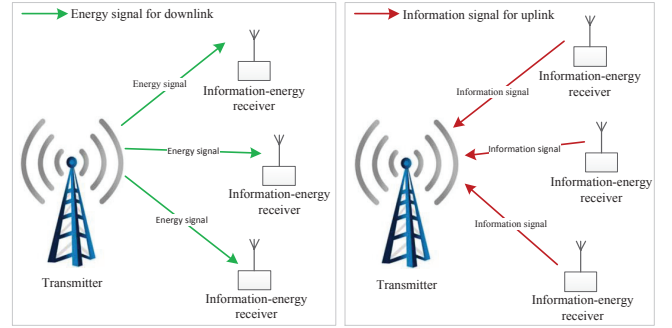 Energy signal for downlink
Energy signal
Information-energy
receiver
Energy signal
Information-energy
receiver
Energy signal
Transmitter
Information-energy
receiver
Information signal for uplink
Information signal
Information-energy
receiver
Information signal
Information-energy
receiver
Information signal
Transmitter
Information-energy
receiver